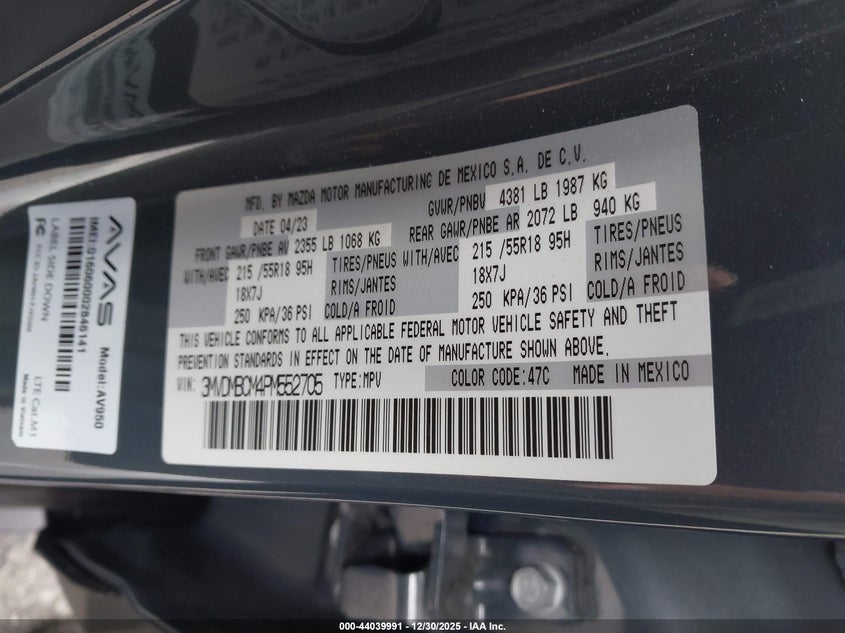 MFD. BY MAZDA MOTOR MANUFACTURING DE MEXICO S.A. DE C.V.
DATE 04/23
GVWR/PNBV 4381 LB 1987 KG
FRONT GAWR/PNBE AV 2355 LB 1068 KG
REAR GAWR/PNBE AR 2072 LB 940 KG
WITH/AVEC 215 /55R18 95H TIRES/PNEUS
18X7J RIMS/JANTES
250 KPA/36 PSI COLD/A FROID
WITH/AVEC 215 /55R18 95H TIRES/PNEUS
18X7J RIMS/JANTES
250 KPA/36 PSI COLD/A FROID
THIS VEHICLE CONFORMS TO ALL APPLICABLE FEDERAL MOTOR VEHICLE SAFETY AND THEFT
PREVENTION STANDARDS IN EFFECT ON THE DATE OF MANUFACTURE SHOWN ABOVE.
VIN: 3MVDMBCM4PM552705 TYPE:MPV COLOR CODE:47C MADE IN MEXICO
AVAS Model:AV950
IMEI:016060002846141
LABEL SIDE DOWN LTE Cat.M1
FC FCC ID: Made in Vietnam
000-44039991 - 12/30/2025 - IAA Inc.